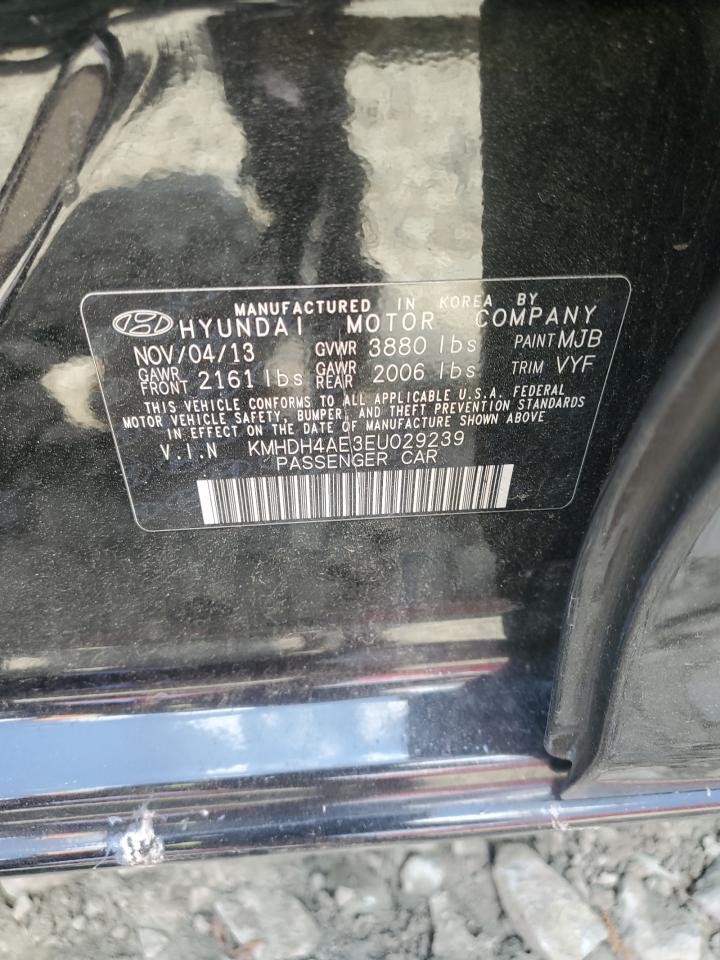 MANUFACTURED IN KOREA BY
HYUNDAI MOTOR COMPANY
NOV/04/13 GVWR 3880 lbs PAINT MJB
GAWR FRONT 2161 lbs GAWR REAR 2006 lbs TRIM VYF
THIS VEHICLE CONFORMS TO ALL APPLICABLE U.S.A. FEDERAL
MOTOR VEHICLE SAFETY, BUMPER, AND THEFT PREVENTION STANDARDS
IN EFFECT ON THE DATE OF MANUFACTURE SHOWN ABOVE
V.I.N KMHDH4AE3EU029239
PASSENGER CAR